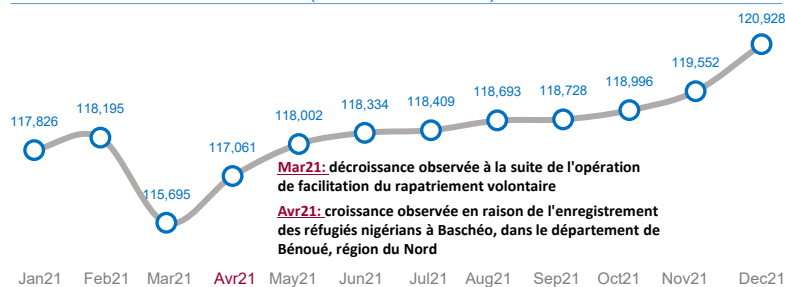 120,928
119,552
118,996
118,728
118,693
118,409
118,334
118,002
117,061
115,695
118,195
117,826
Mar21: décroissance observée à la suite de l'opération
de facilitation du rapatriement volontaire
Avr21: croissance observée en raison de l'enregistrement
des réfugiés nigérians à Baschéo, dans le département de
Bénoué, région du Nord
Jan21 Feb21 Mar21 Avr21 May21 Jun21 Jul21 Aug21 Sep21 Oct21 Nov21 Dec21